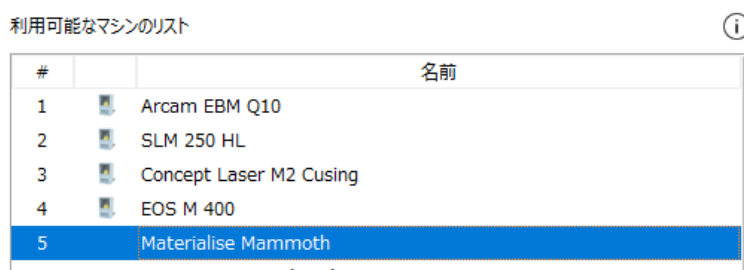 利用可能なマシンのリスト
# 名前
1 Arcam EBM Q10
2 SLM 250 HL
3 Concept Laser M2 Cusing
4 EOS M 400
5 Materialise Mammoth